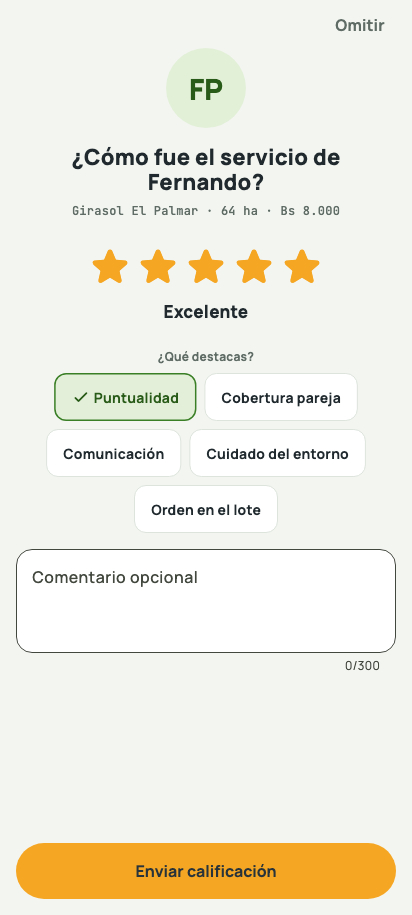 Omitir
FP
¿Cómo fue el servicio de
Fernando?
Girasol El Palmar · 64 ha · Bs 8.000
Excelente
¿Qué destacas?
Puntualidad
Cobertura pareja
Comunicación
Cuidado del entorno
Orden en el lote
Comentario opcional
0/300
Enviar calificación